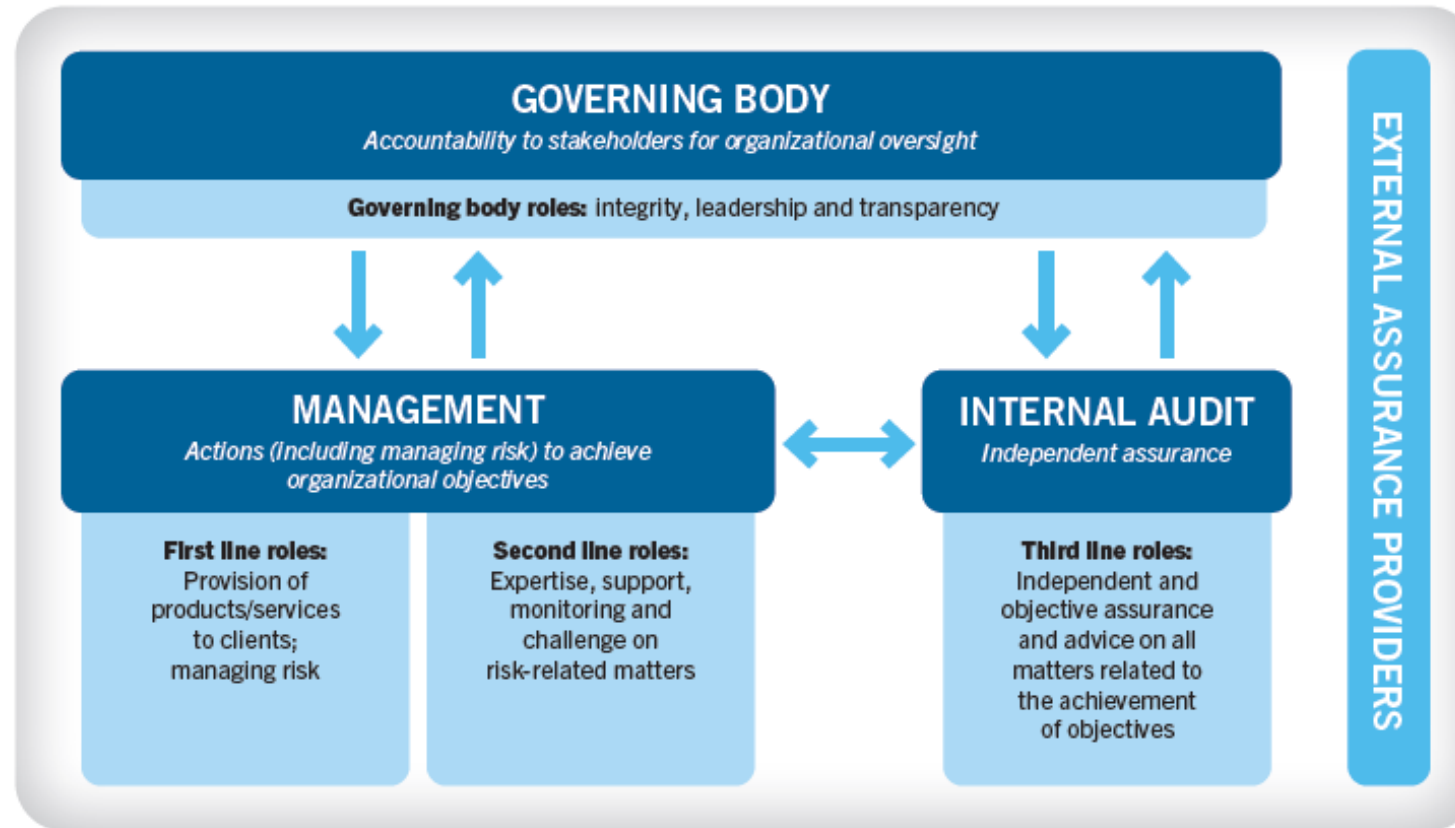 GOVERNING BODY
Accountability to stakeholders for organizational oversight
Governing body roles: integrity, leadership and transparency
MANAGEMENT
Actions (including managing risk) to achieve
organizational objectives
First line roles:
Provision of
products/services
to clients;
managing risk
Second line roles:
Expertise, support,
monitoring and
challenge on
risk-related matters
INTERNAL AUDIT
Independent assurance
Third line roles:
Independent and
objective assurance
and advice on all
matters related to
the achievement
of objectives
EXTERNAL ASSURANCE PROVIDERS